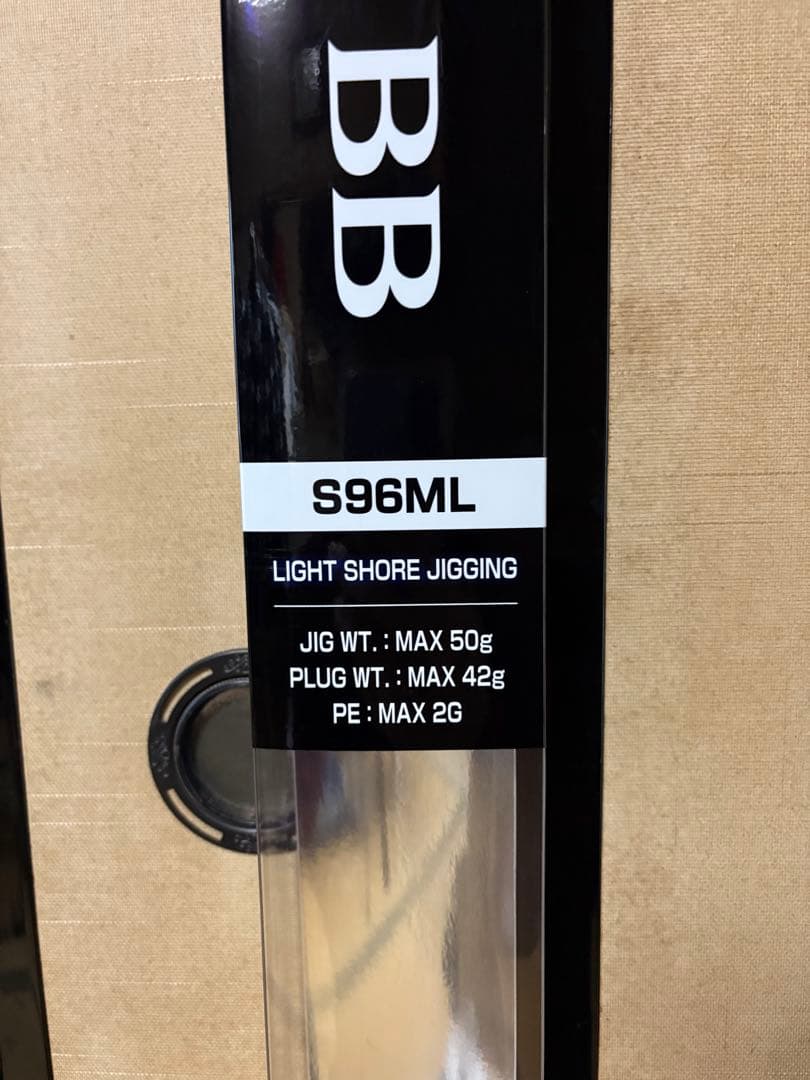 BB
S96ML
LIGHT SHORE JIGGING
JIG WT. : MAX 50g
PLUG WT. : MAX 42g
PE : MAX 2G